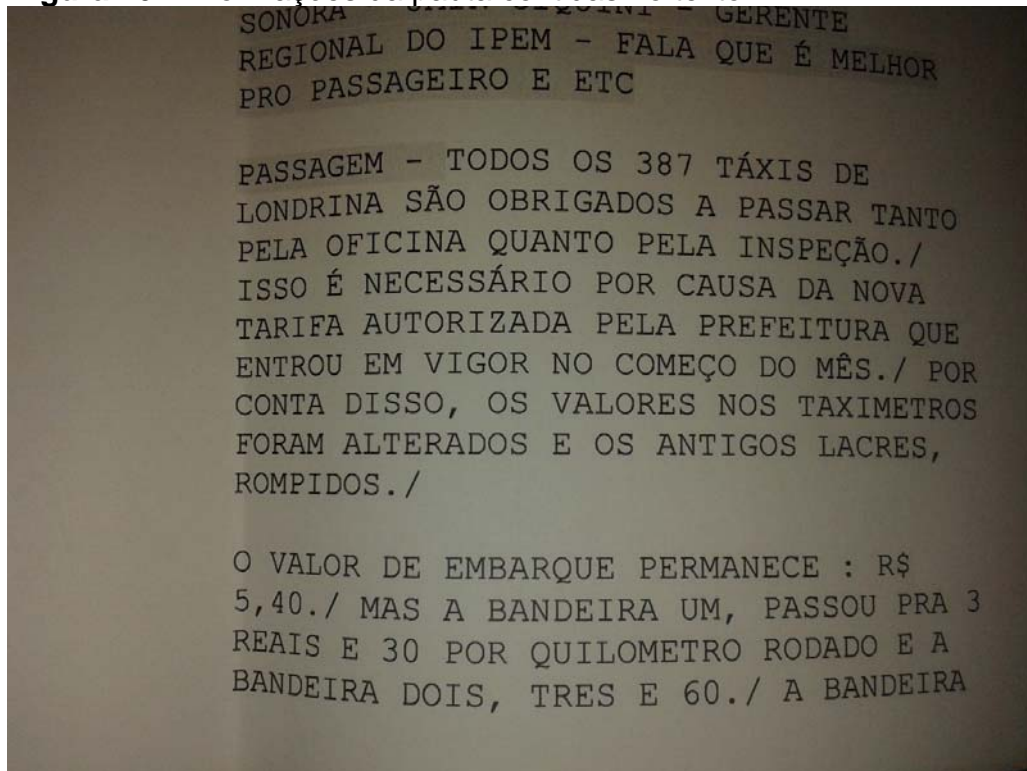 SONORA - GERENTE
REGIONAL DO IPEM - FALA QUE É MELHOR
PRO PASSAGEIRO E ETC
PASSAGEM - TODOS OS 387 TÁXIS DE
LONDRINA SÃO OBRIGADOS A PASSAR TANTO
PELA OFICINA QUANTO PELA INSPEÇÃO./
ISSO É NECESSÁRIO POR CAUSA DA NOVA
TARIFA AUTORIZADA PELA PREFEITURA QUE
ENTROU EM VIGOR NO COMEÇO DO MÊS./ POR
CONTA DISSO, OS VALORES NOS TAXIMETROS
FORAM ALTERADOS E OS ANTIGOS LACRES,
ROMPIDOS./
O VALOR DE EMBARQUE PERMANECE : R$
5,40./ MAS A BANDEIRA UM, PASSOU PRA 3
REAIS E 30 POR QUILOMETRO RODADO E A
BANDEIRA DOIS, TRES E 60./ A BANDEIRA